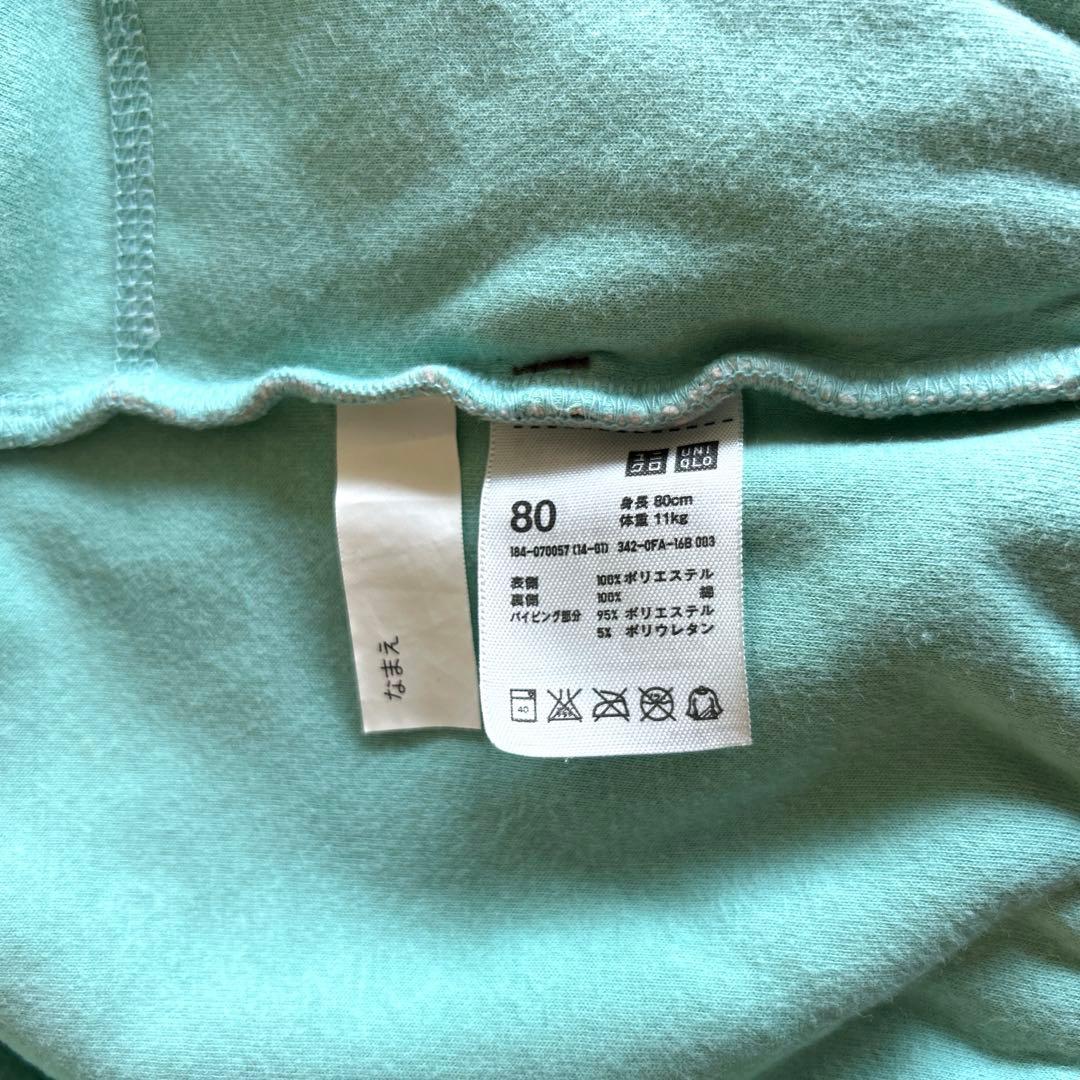 ユニクロ UNIQLO
80
身長 80cm
体重 11kg
184-070057 (14-01) 342-0FA-16B 003
表側 100% ポリエステル
裏側 100% 綿
パイピング部分 95% ポリエステル
5% ポリウレタン
40
なまえ